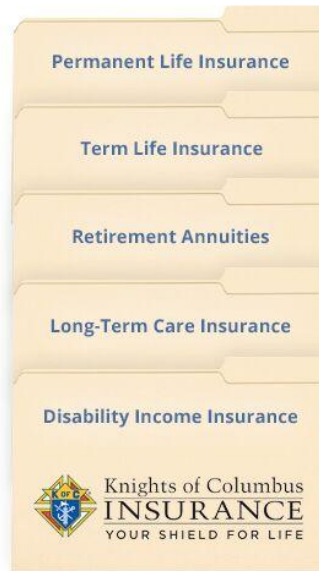 Permanent Life Insurance
Term Life Insurance
Retirement Annuities
Long-Term Care Insurance
Disability Income Insurance
K OF C
Knights of Columbus
INSURANCE
YOUR SHIELD FOR LIFE